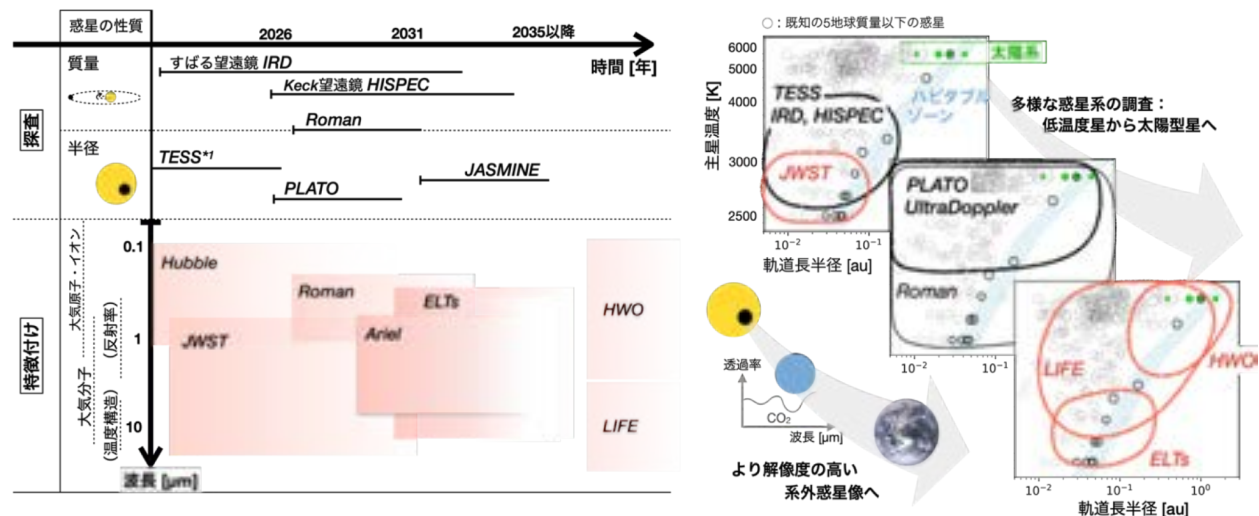 惑星の性質
2026
2031
2035以降
時間 [年]
探査
質量
すばる望遠鏡 IRD
Keck望遠鏡 HISPEC
Roman
半径
TESS*1
PLATO
JASMINE
特徴付け
大気原子・イオン
大気分子
(反射率)
(温度構造)
0.1
1
10
波長 [μm]
Hubble
JWST
Roman
ELTs
Ariel
HWO
LIFE
○：既知の5地球質量以下の惑星
主星温度 [K]
6000
5000
4000
3000
2500
太陽系
ハビタブル
ゾーン
TESS
IRD, HISPEC
JWST
10⁻²
10⁻¹
軌道長半径 [au]
多様な惑星系の調査：
低温度星から太陽型星へ
PLATO
UltraDoppler
Roman
10⁻²
10⁻¹
LIFE
HWO
ELTs
10⁻²
10⁻¹
10⁰
軌道長半径 [au]
透過率
CO₂
波長 [μm]
より解像度の高い
系外惑星像へ